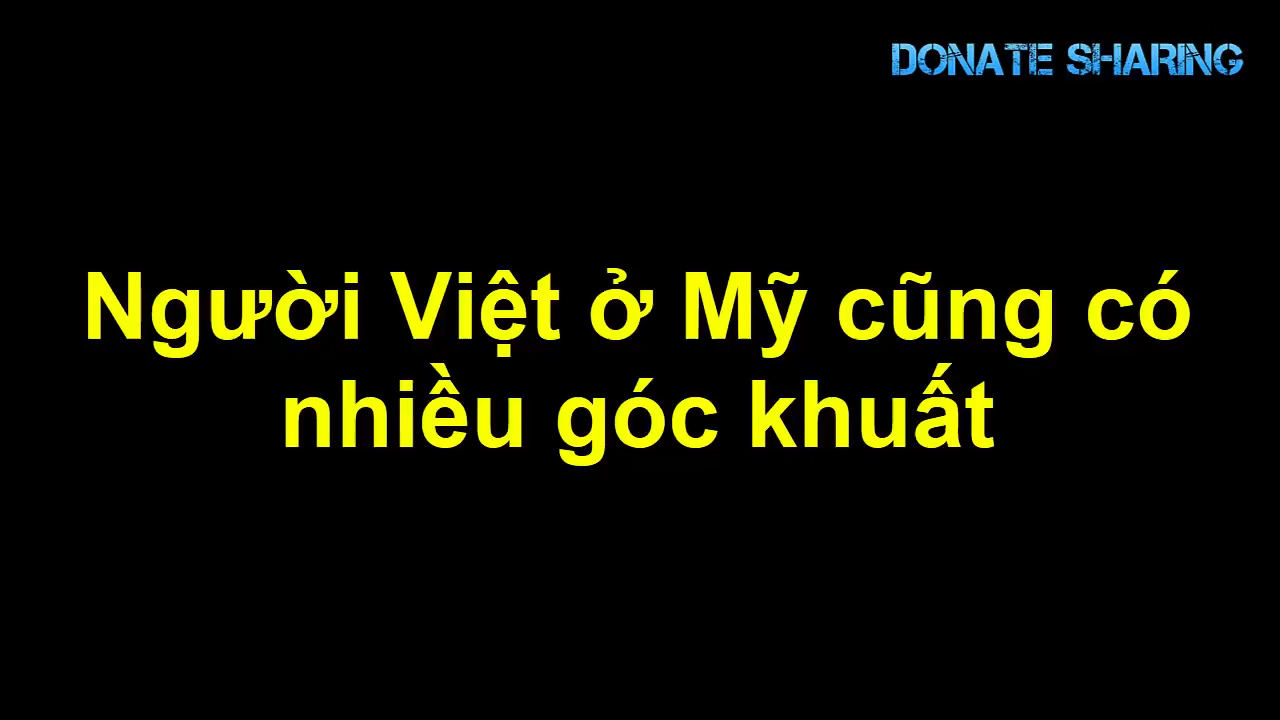 DONATE SHARING
Người Việt ở Mỹ cũng có
nhiều góc khuất